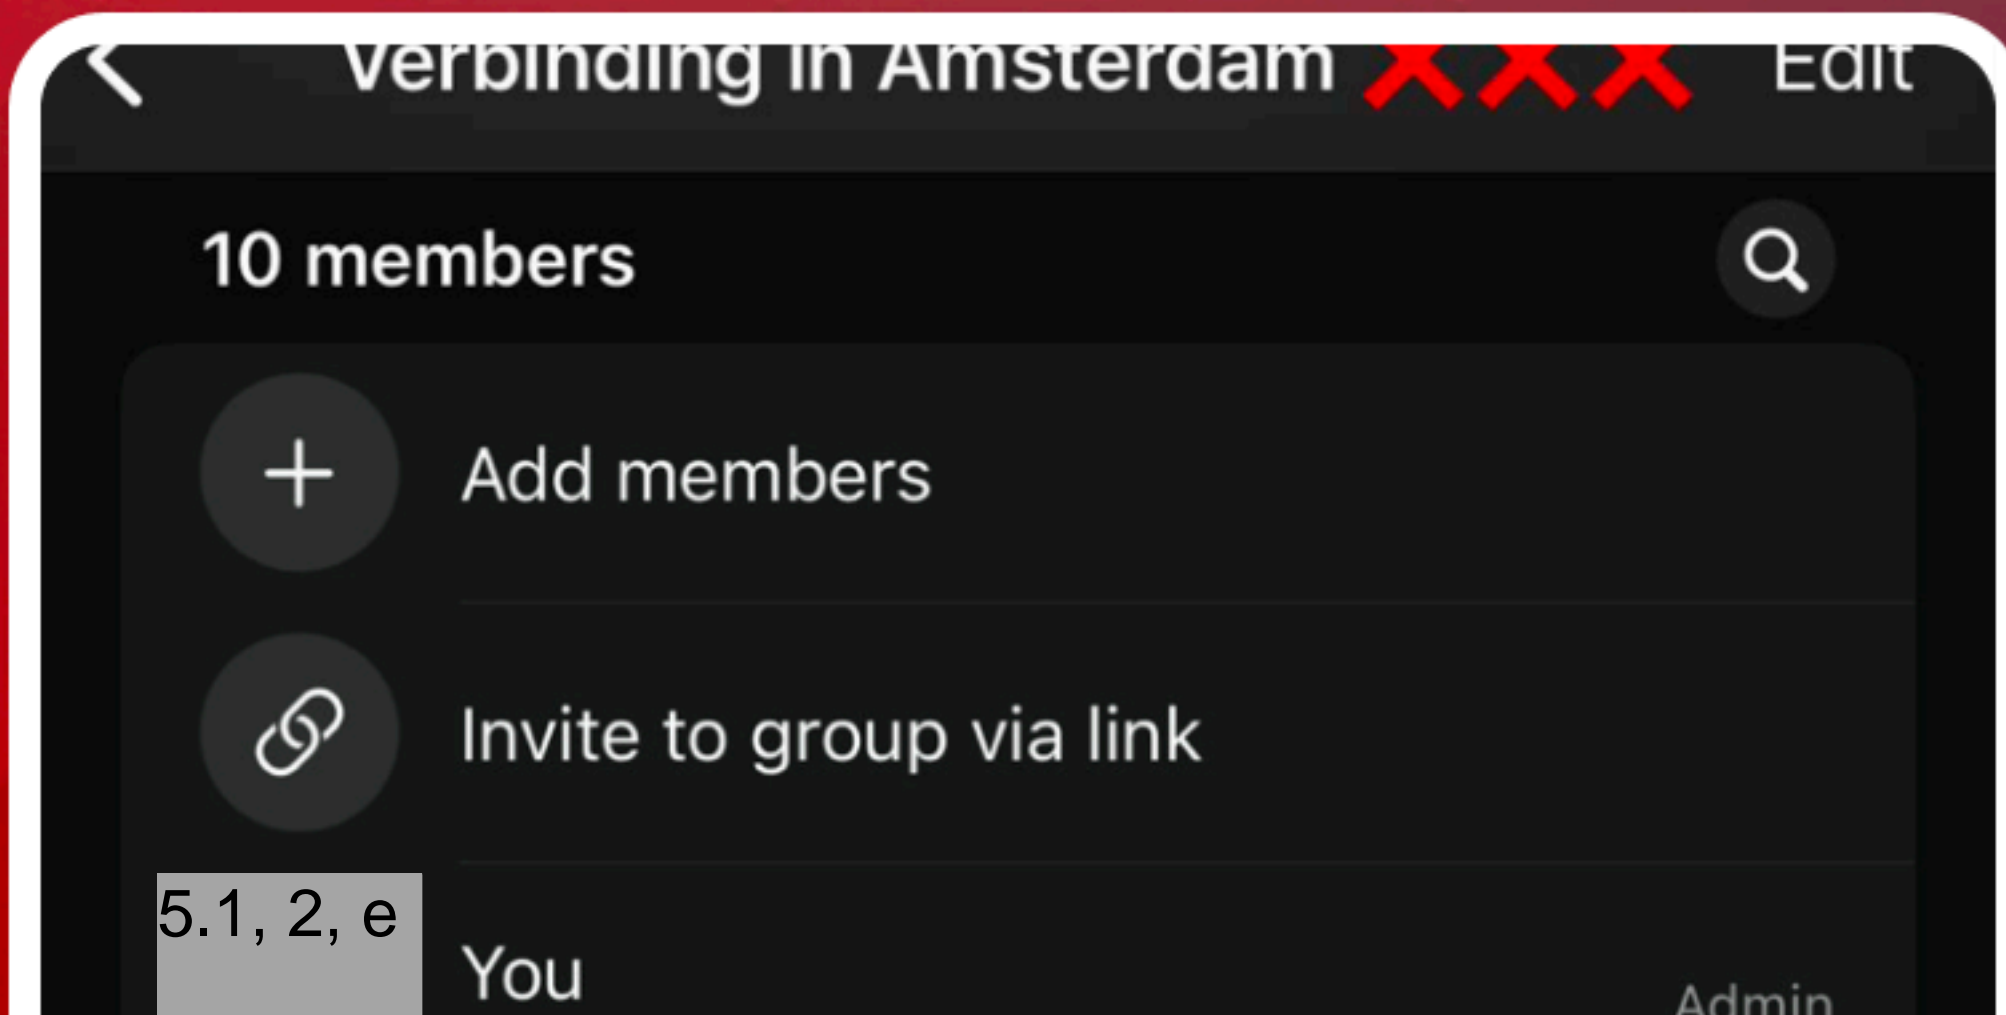 Verbinding in Amsterdam ❌❌❌ Edit
10 members
Add members
Invite to group via link
5.1, 2, e
You
Admin